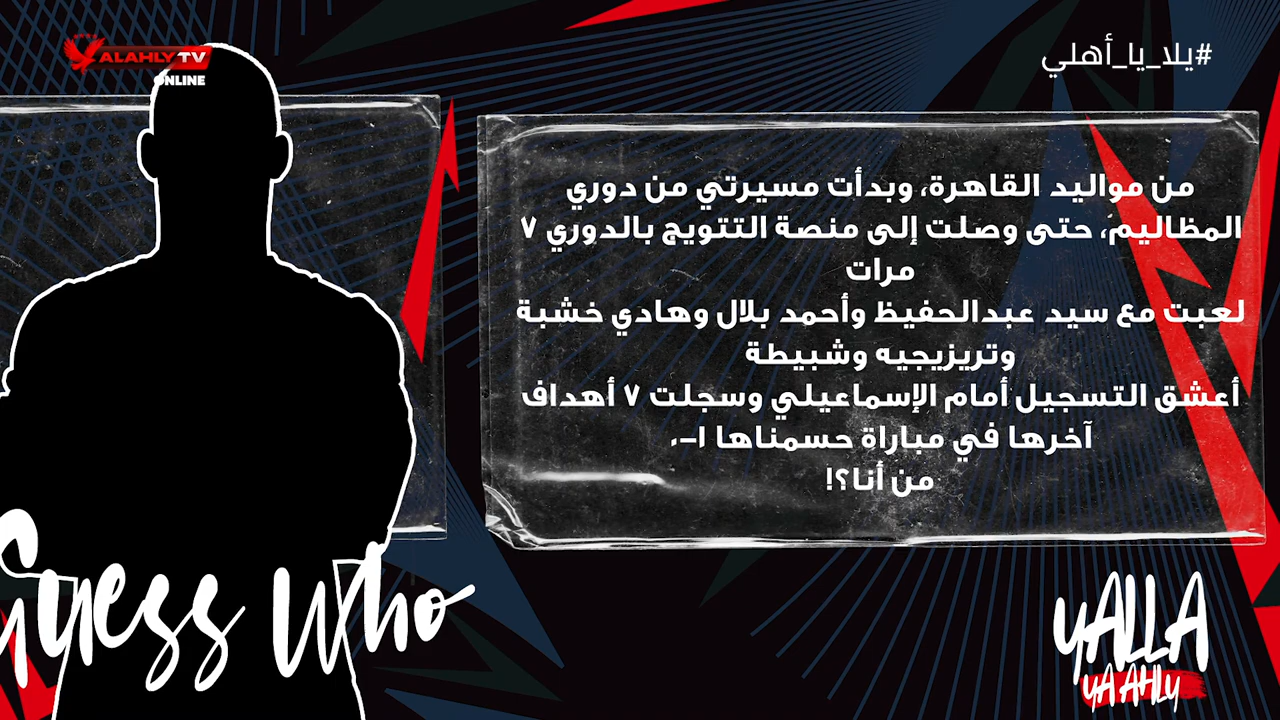 ALAHLY TV
ONLINE
#يلا_يا_أهلي
من مواليد القاهرة، وبدأت مسيرتي من دوري
المظاليم، حتى وصلت إلى منصة التتويج بالدوري ٧
مرات
لعبت مع سيد عبدالحفيظ وأحمد بلال وهادي خشبة
وتريزيجيه وشبيطة
أعشق التسجيل أمام الإسماعيلي وسجلت ٧ أهداف
آخرها في مباراة حسمناها ١-٠
من أنا؟!
Guess Who
YALLA
YA AHLY